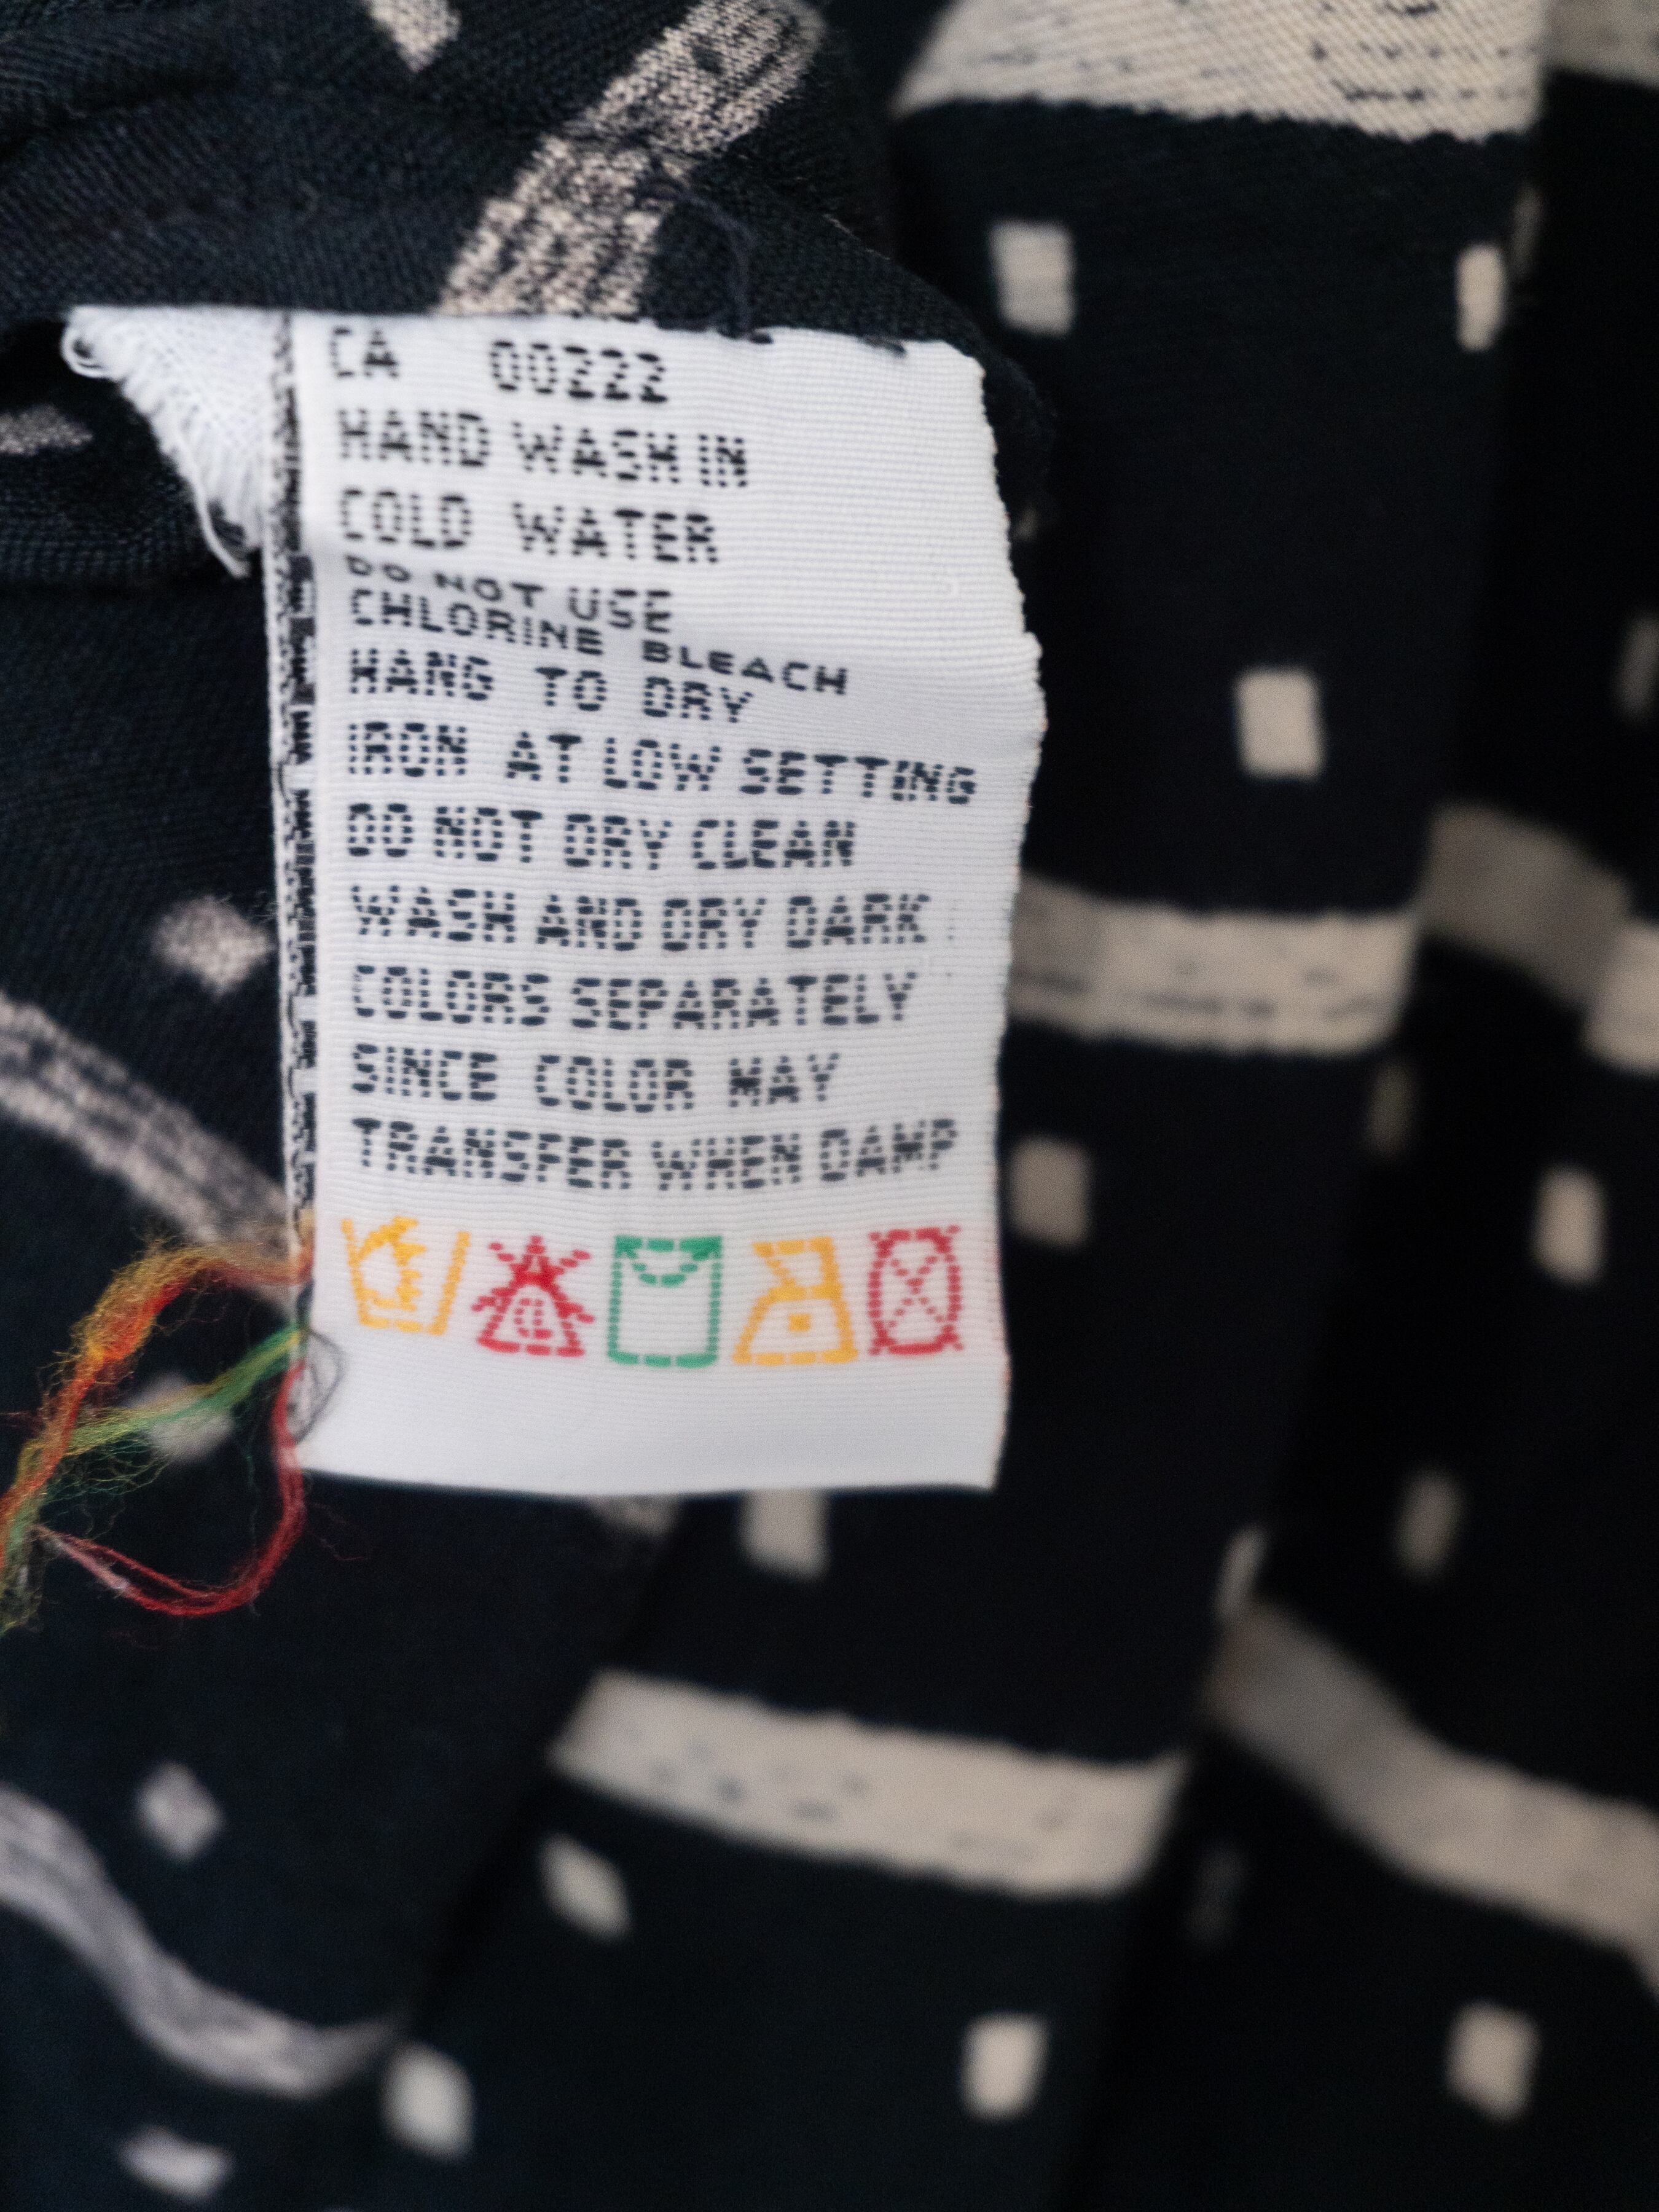 CA 00222
HAND WASH IN
COLD WATER
DO NOT USE
CHLORINE BLEACH
HANG TO DRY
IRON AT LOW SETTING
DO NOT DRY CLEAN
WASH AND DRY DARK
COLORS SEPARATELY
SINCE COLOR MAY
TRANSFER WHEN DAMP
CL